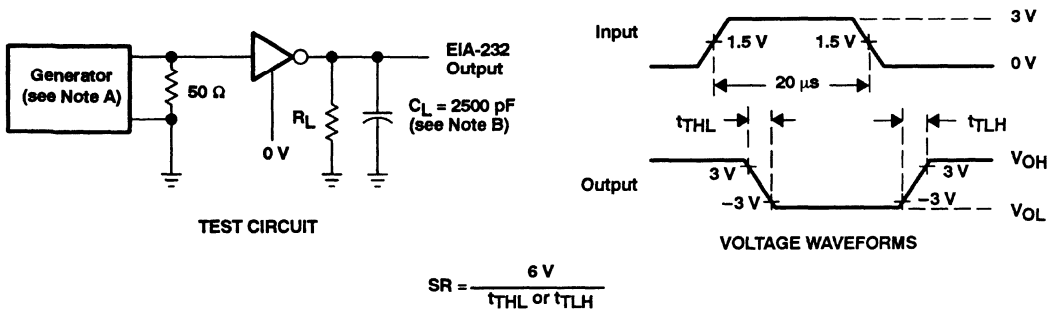 Generator
(see Note A)
50 Ω
0 V
RL
CL = 2500 pF
(see Note B)
EIA-232
Output
TEST CIRCUIT
Input
3 V
1.5 V
1.5 V
0 V
20 μs
tTHL
tTLH
Output
3 V
3 V
VOH
−3 V
−3 V
VOL
VOLTAGE WAVEFORMS
SR = 6 V
tTHL or tTLH